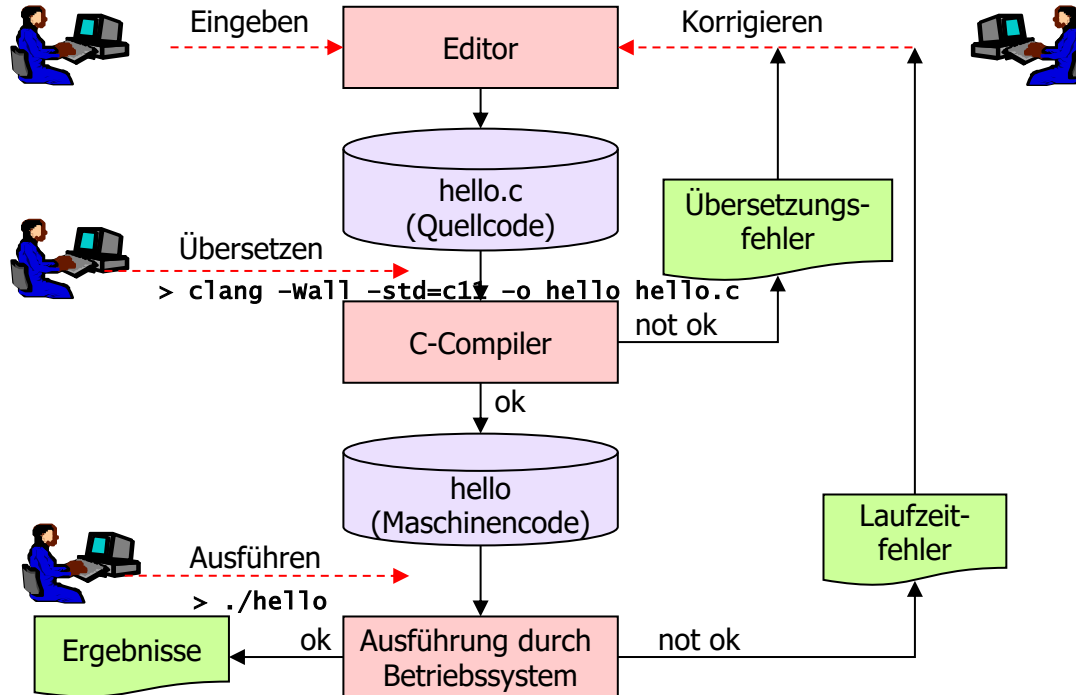 Eingeben
Editor
Korrigieren
hello.c
(Quellcode)
Übersetzungs-
fehler
Übersetzen
> clang -Wall -std=c11 -o hello hello.c
C-Compiler
not ok
ok
hello
(Maschinencode)
Laufzeit-
fehler
Ausführen
> ./hello
Ergebnisse
ok
Ausführung durch
Betriebssystem
not ok